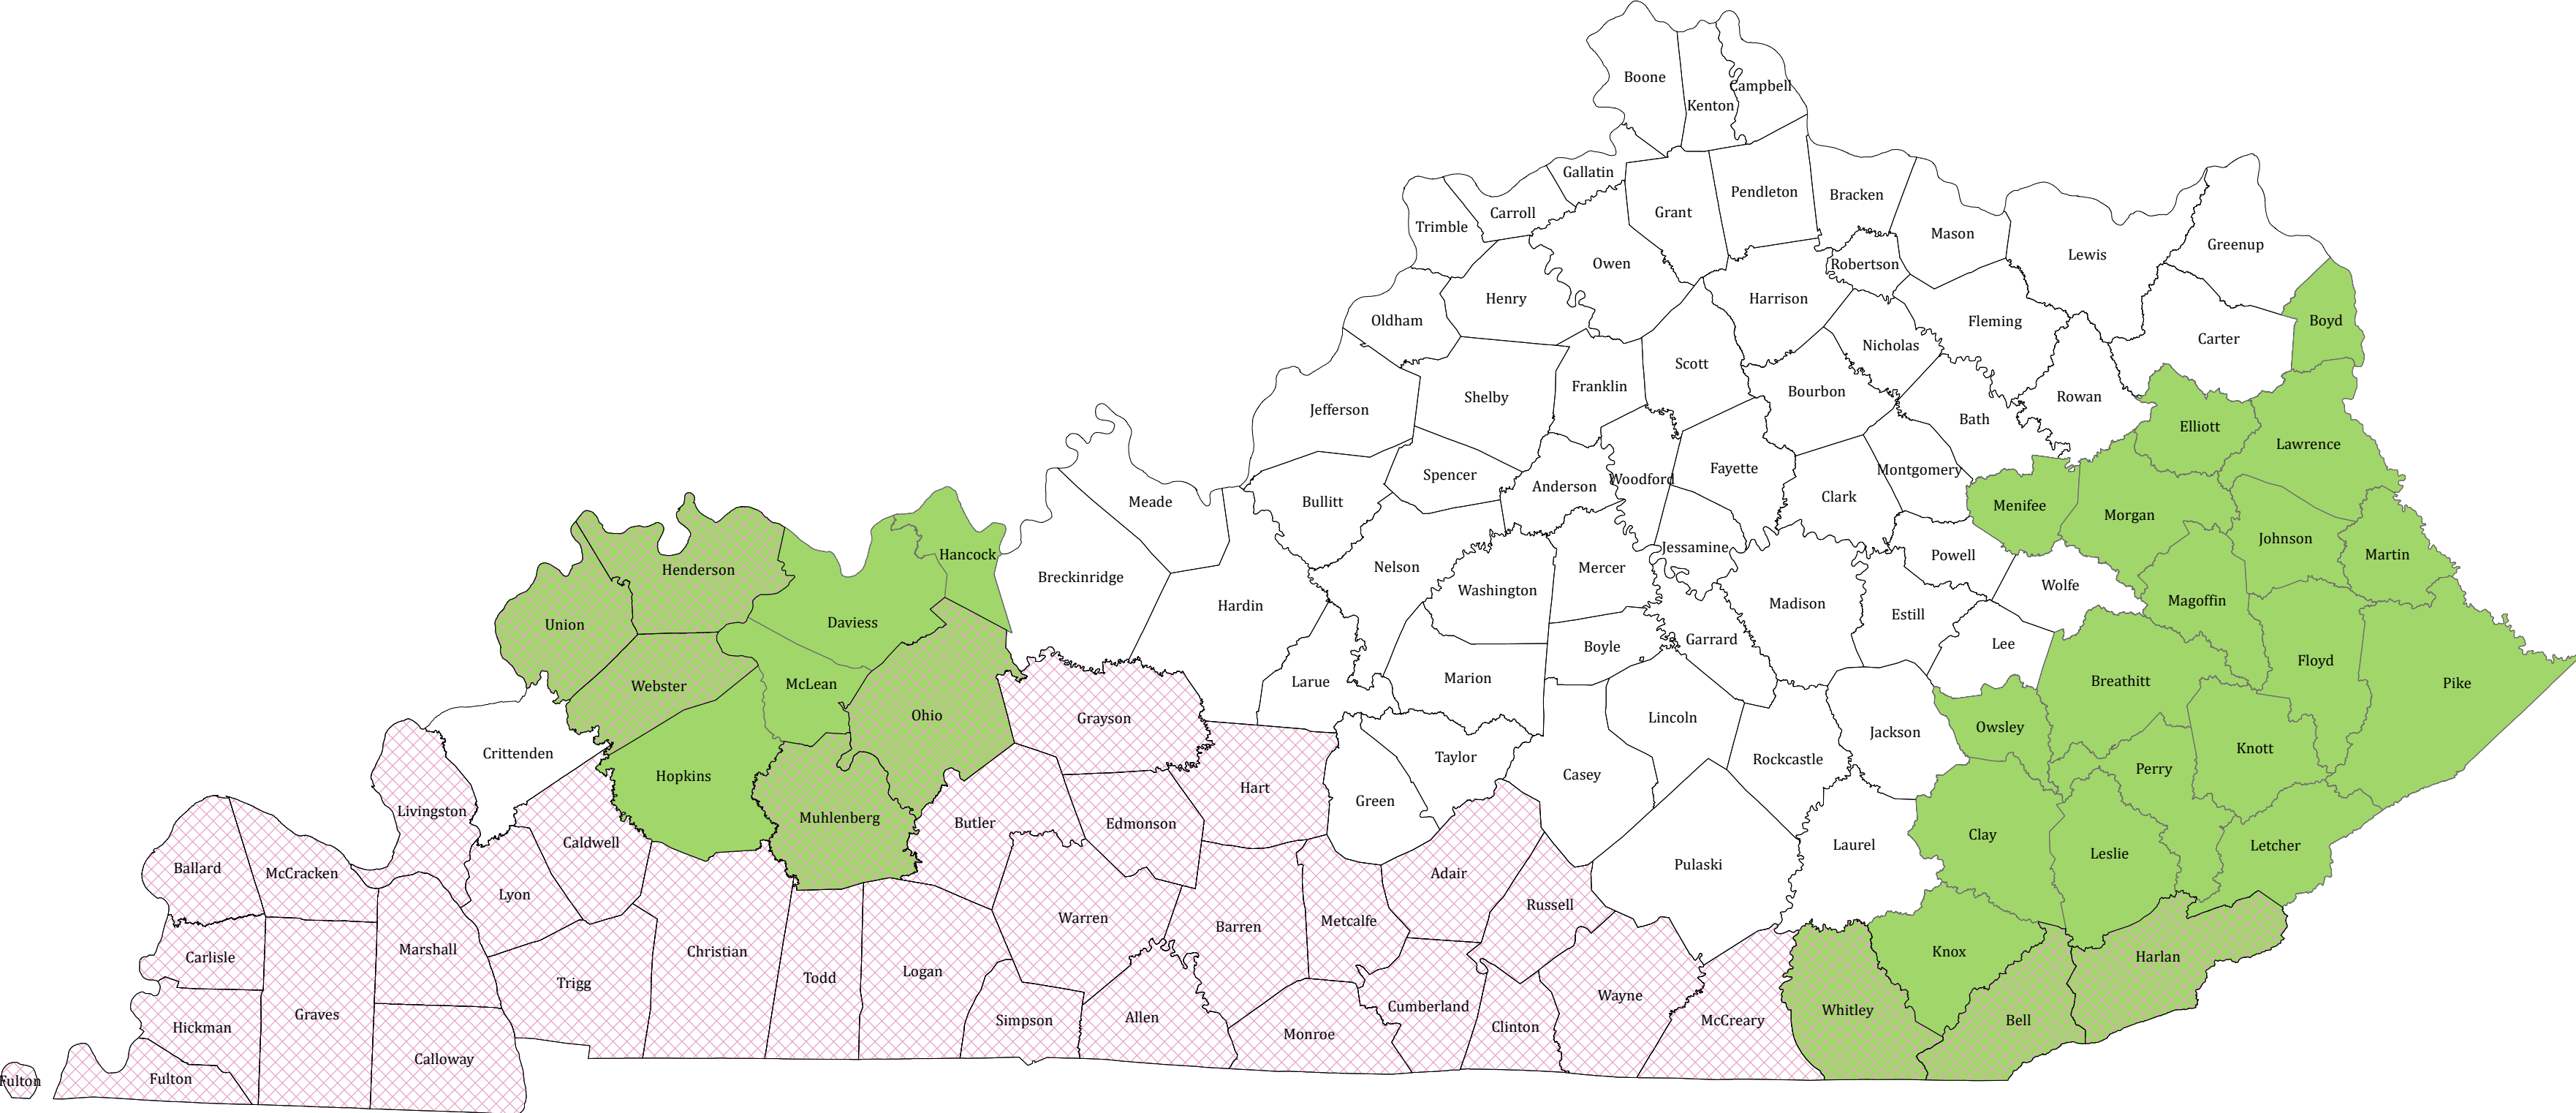 Boone
Kenton
Campbell
Gallatin
Carroll
Trimble
Grant
Pendleton
Bracken
Mason
Lewis
Greenup
Owen
Robertson
Henry
Harrison
Oldham
Fleming
Boyd
Carter
Nicholas
Scott
Franklin
Bourbon
Shelby
Rowan
Jefferson
Bath
Elliott
Lawrence
Fayette
Montgomery
Spencer
Woodford
Anderson
Clark
Meade
Bullitt
Menifee
Morgan
Johnson
Jessamine
Hancock
Powell
Martin
Nelson
Mercer
Henderson
Breckinridge
Wolfe
Washington
Magoffin
Hardin
Madison
Estill
Daviess
Union
Garrard
Lee
Boyle
Floyd
Marion
Breathitt
Larue
McLean
Pike
Webster
Ohio
Grayson
Lincoln
Owsley
Jackson
Knott
Crittenden
Taylor
Rockcastle
Perry
Casey
Hopkins
Hart
Green
Livingston
Muhlenberg
Butler
Edmonson
Clay
Caldwell
Laurel
Letcher
Leslie
Pulaski
Ballard
McCracken
Adair
Lyon
Russell
Warren
Metcalfe
Barren
Marshall
Christian
Knox
Carlisle
Harlan
Logan
Todd
Trigg
Wayne
Cumberland
Whitley
Graves
Allen
Simpson
McCreary
Bell
Hickman
Clinton
Monroe
Calloway
Fulton
Fulton